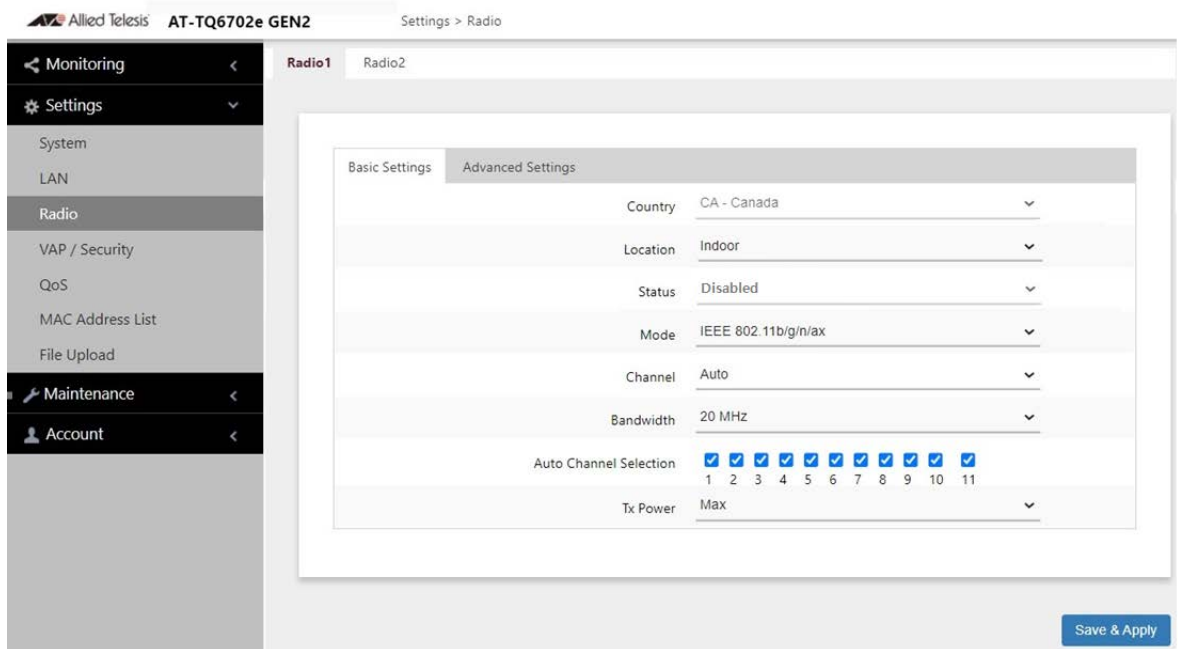 Allied Telesis AT-TQ6702e GEN2 Settings > Radio
Monitoring
Radio1 Radio2
Settings
System
LAN
Radio
VAP / Security
QoS
MAC Address List
File Upload
Maintenance
Account
Basic Settings Advanced Settings
Country CA - Canada
Location Indoor
Status Disabled
Mode IEEE 802.11b/g/n/ax
Channel Auto
Bandwidth 20 MHz
Auto Channel Selection
1 2 3 4 5 6 7 8 9 10 11
Tx Power Max
Save & Apply